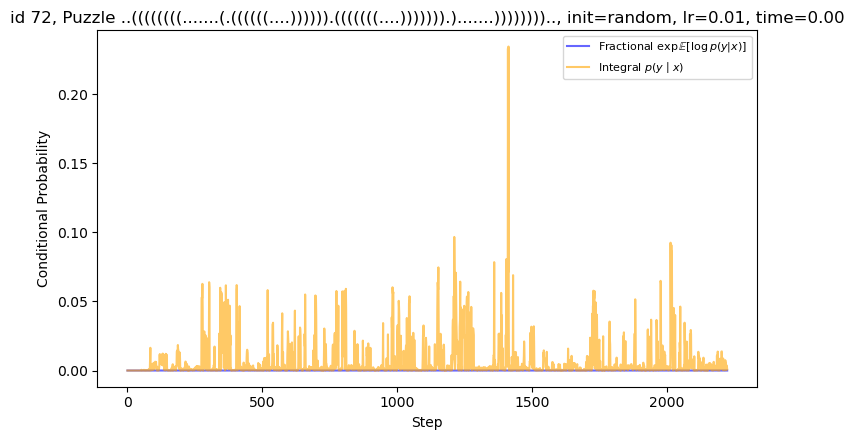 id 72, Puzzle ..((((((((.......(.((((((....)))))).(((((((....))))))).).......))))))))..., init=random, lr=0.01, time=0.00
Fractional exp𝔼[log p(y|x)]
Integral p(y | x)
Conditional Probability
0.20
0.15
0.10
0.05
0.00
0 500 1000 1500 2000
Step